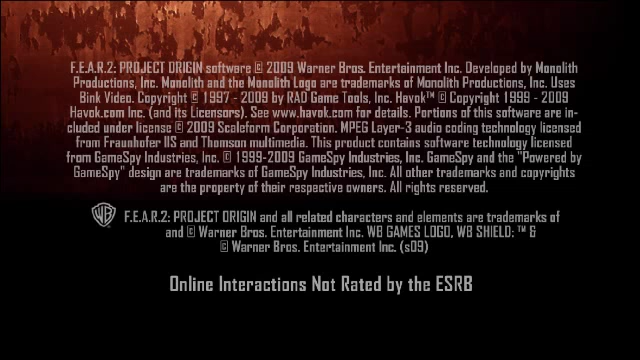 F.E.A.R.2: PROJECT ORIGIN software © 2009 Warner Bros. Entertainment Inc. Developed by Monolith
Productions, Inc. Monolith and the Monolith Logo are trademarks of Monolith Productions, Inc. Uses
Bink Video. Copyright © 1997 - 2009 by RAD Game Tools, Inc. Havok™ © Copyright 1999 - 2009
Havok.com Inc. (and its Licensors). See www.havok.com for details. Portions of this software are in-
cluded under license © 2009 Scaleform Corporation. MPEG Layer-3 audio coding technology licensed
from Fraunhofer IIS and Thomson multimedia. This product contains software technology licensed
from GameSpy Industries, Inc. © 1999-2009 GameSpy Industries, Inc. GameSpy and the "Powered by
GameSpy" design are trademarks of GameSpy Industries, Inc. All other trademarks and copyrights
are the property of their respective owners. All rights reserved.
WB F.E.A.R.2: PROJECT ORIGIN and all related characters and elements are trademarks of
and © Warner Bros. Entertainment Inc. WB GAMES LOGO, WB SHIELD: ™ &
© Warner Bros. Entertainment Inc. (s09)
Online Interactions Not Rated by the ESRB